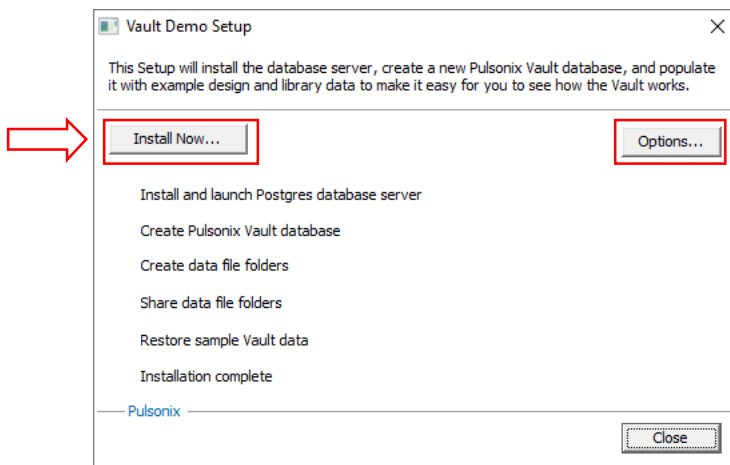 Vault Demo Setup
This Setup will install the database server, create a new Pulsonix Vault database, and populate
it with example design and library data to make it easy for you to see how the Vault works.
Install Now...
Options...
Install and launch Postgres database server
Create Pulsonix Vault database
Create data file folders
Share data file folders
Restore sample Vault data
Installation complete
Pulsonix
Close